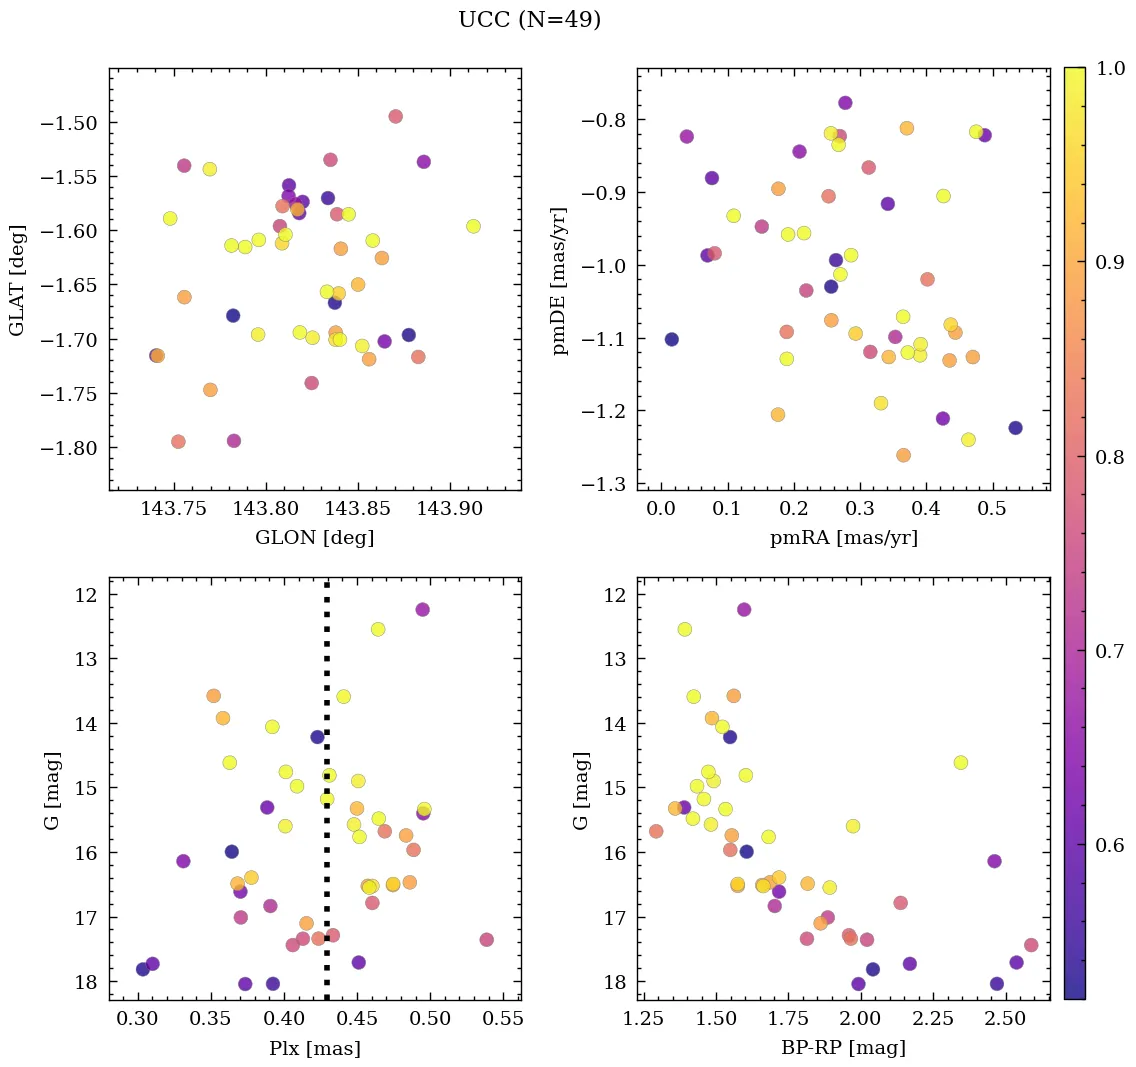 UCC (N=49)
−1.50
−1.55
−1.60
−1.65
−1.70
−1.75
−1.80
GLAT [deg]
143.75 143.80 143.85 143.90
GLON [deg]
−0.8
−0.9
−1.0
−1.1
−1.2
−1.3
pmDE [mas/yr]
0.0 0.1 0.2 0.3 0.4 0.5
pmRA [mas/yr]
12
13
14
15
16
17
18
G [mag]
0.30 0.35 0.40 0.45 0.50 0.55
Plx [mas]
12
13
14
15
16
17
18
G [mag]
1.25 1.50 1.75 2.00 2.25 2.50
BP-RP [mag]
1.0
0.9
0.8
0.7
0.6